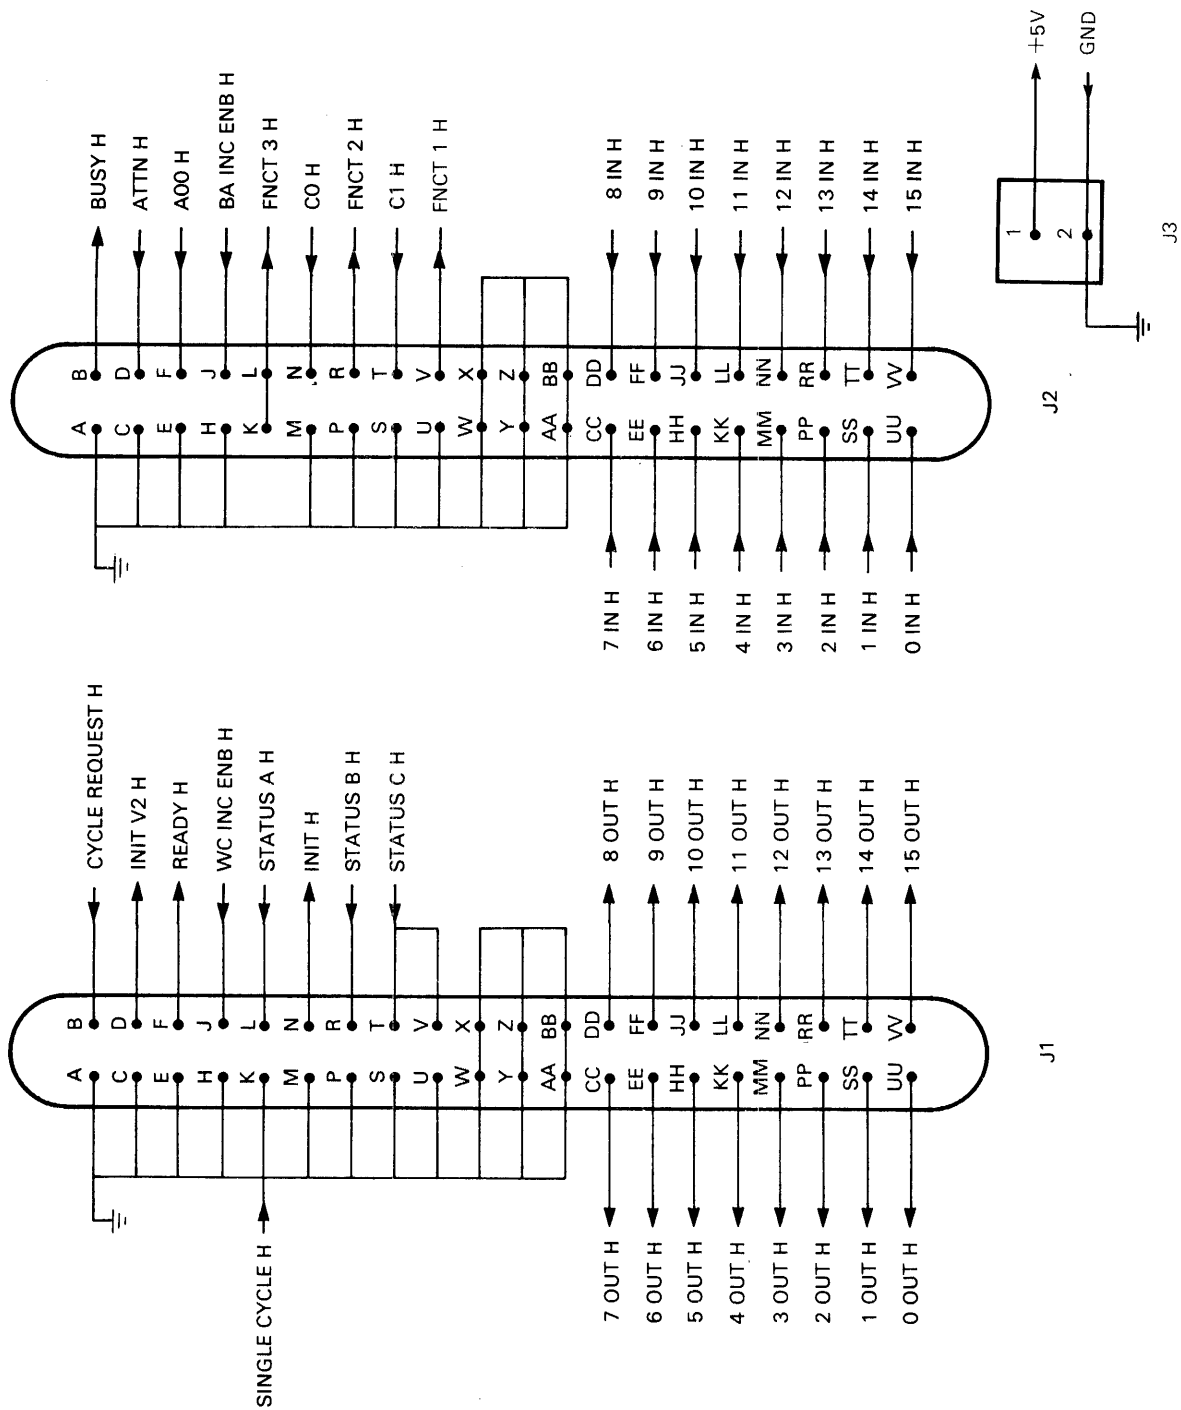 A B CYCLE REQUEST H
C D INIT V2 H
E F READY H
H J WC INC ENB H
SINGLE CYCLE H K L STATUS A H
M N INIT H
P R STATUS B H
S T STATUS C H
U V
W X
Y Z
AA BB
7 OUT H CC DD 8 OUT H
6 OUT H EE FF 9 OUT H
5 OUT H HH JJ 10 OUT H
4 OUT H KK LL 11 OUT H
3 OUT H MM NN 12 OUT H
2 OUT H PP RR 13 OUT H
1 OUT H SS TT 14 OUT H
0 OUT H UU VV 15 OUT H
J1
A B BUSY H
C D ATTN H
E F A00 H
H J BA INC ENB H
K L FNCT 3 H
M N C0 H
P R FNCT 2 H
S T C1 H
U V FNCT 1 H
W X
Y Z
AA BB
7 IN H CC DD 8 IN H
6 IN H EE FF 9 IN H
5 IN H HH JJ 10 IN H
4 IN H KK LL 11 IN H
3 IN H MM NN 12 IN H
2 IN H PP RR 13 IN H
1 IN H SS TT 14 IN H
0 IN H UU VV 15 IN H
J2
1 +5V
2 GND
J3